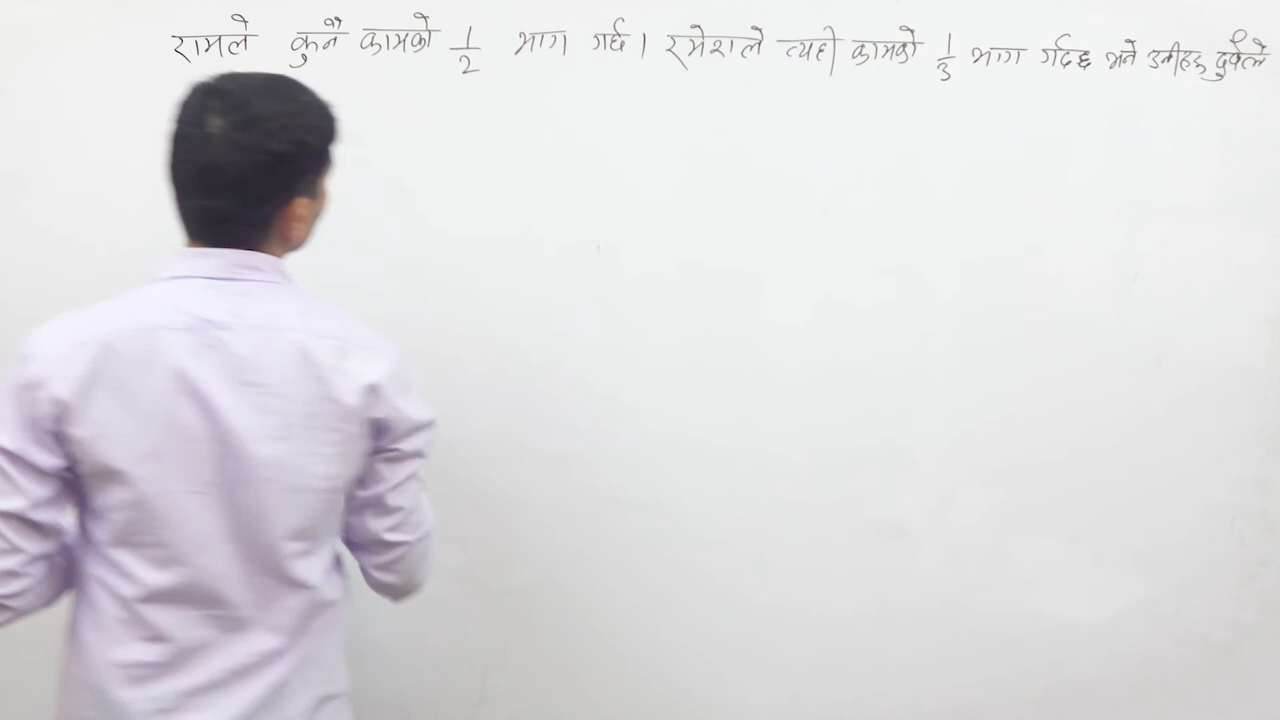 रामले कुनै कामको 1/2 भाग गर्छ। रमेशले त्यही कामको 1/3 भाग गर्दछ भने उनीहरू दुवैले